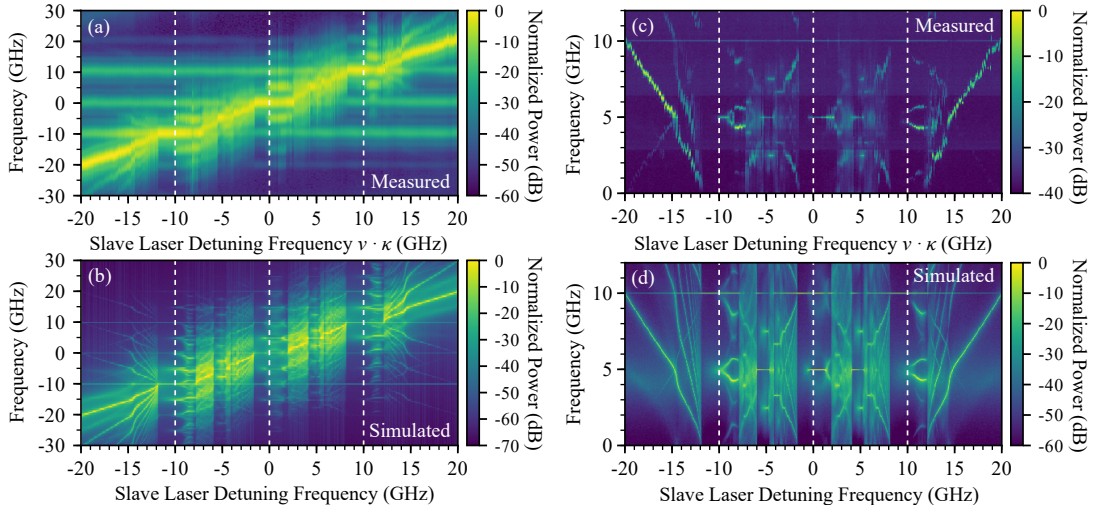 (a)
Measured
Frequency (GHz)
30
20
10
0
-10
-20
-30
-20 -15 -10 -5 0 5 10 15 20
Slave Laser Detuning Frequency ν · κ (GHz)
0
-10
-20
-30
-40
-50
-60
Normalized Power (dB)
(c)
Measured
Frequency (GHz)
10
5
0
-20 -15 -10 -5 0 5 10 15 20
Slave Laser Detuning Frequency ν · κ (GHz)
0
-10
-20
-30
-40
Normalized Power (dB)
(b)
Simulated
Frequency (GHz)
30
20
10
0
-10
-20
-30
-20 -15 -10 -5 0 5 10 15 20
Slave Laser Detuning Frequency (GHz)
0
-10
-20
-30
-40
-50
-60
-70
Normalized Power (dB)
(d)
Simulated
Frequency (GHz)
10
5
0
-20 -15 -10 -5 0 5 10 15 20
Slave Laser Detuning Frequency (GHz)
0
-10
-20
-30
-40
-50
-60
Normalized Power (dB)